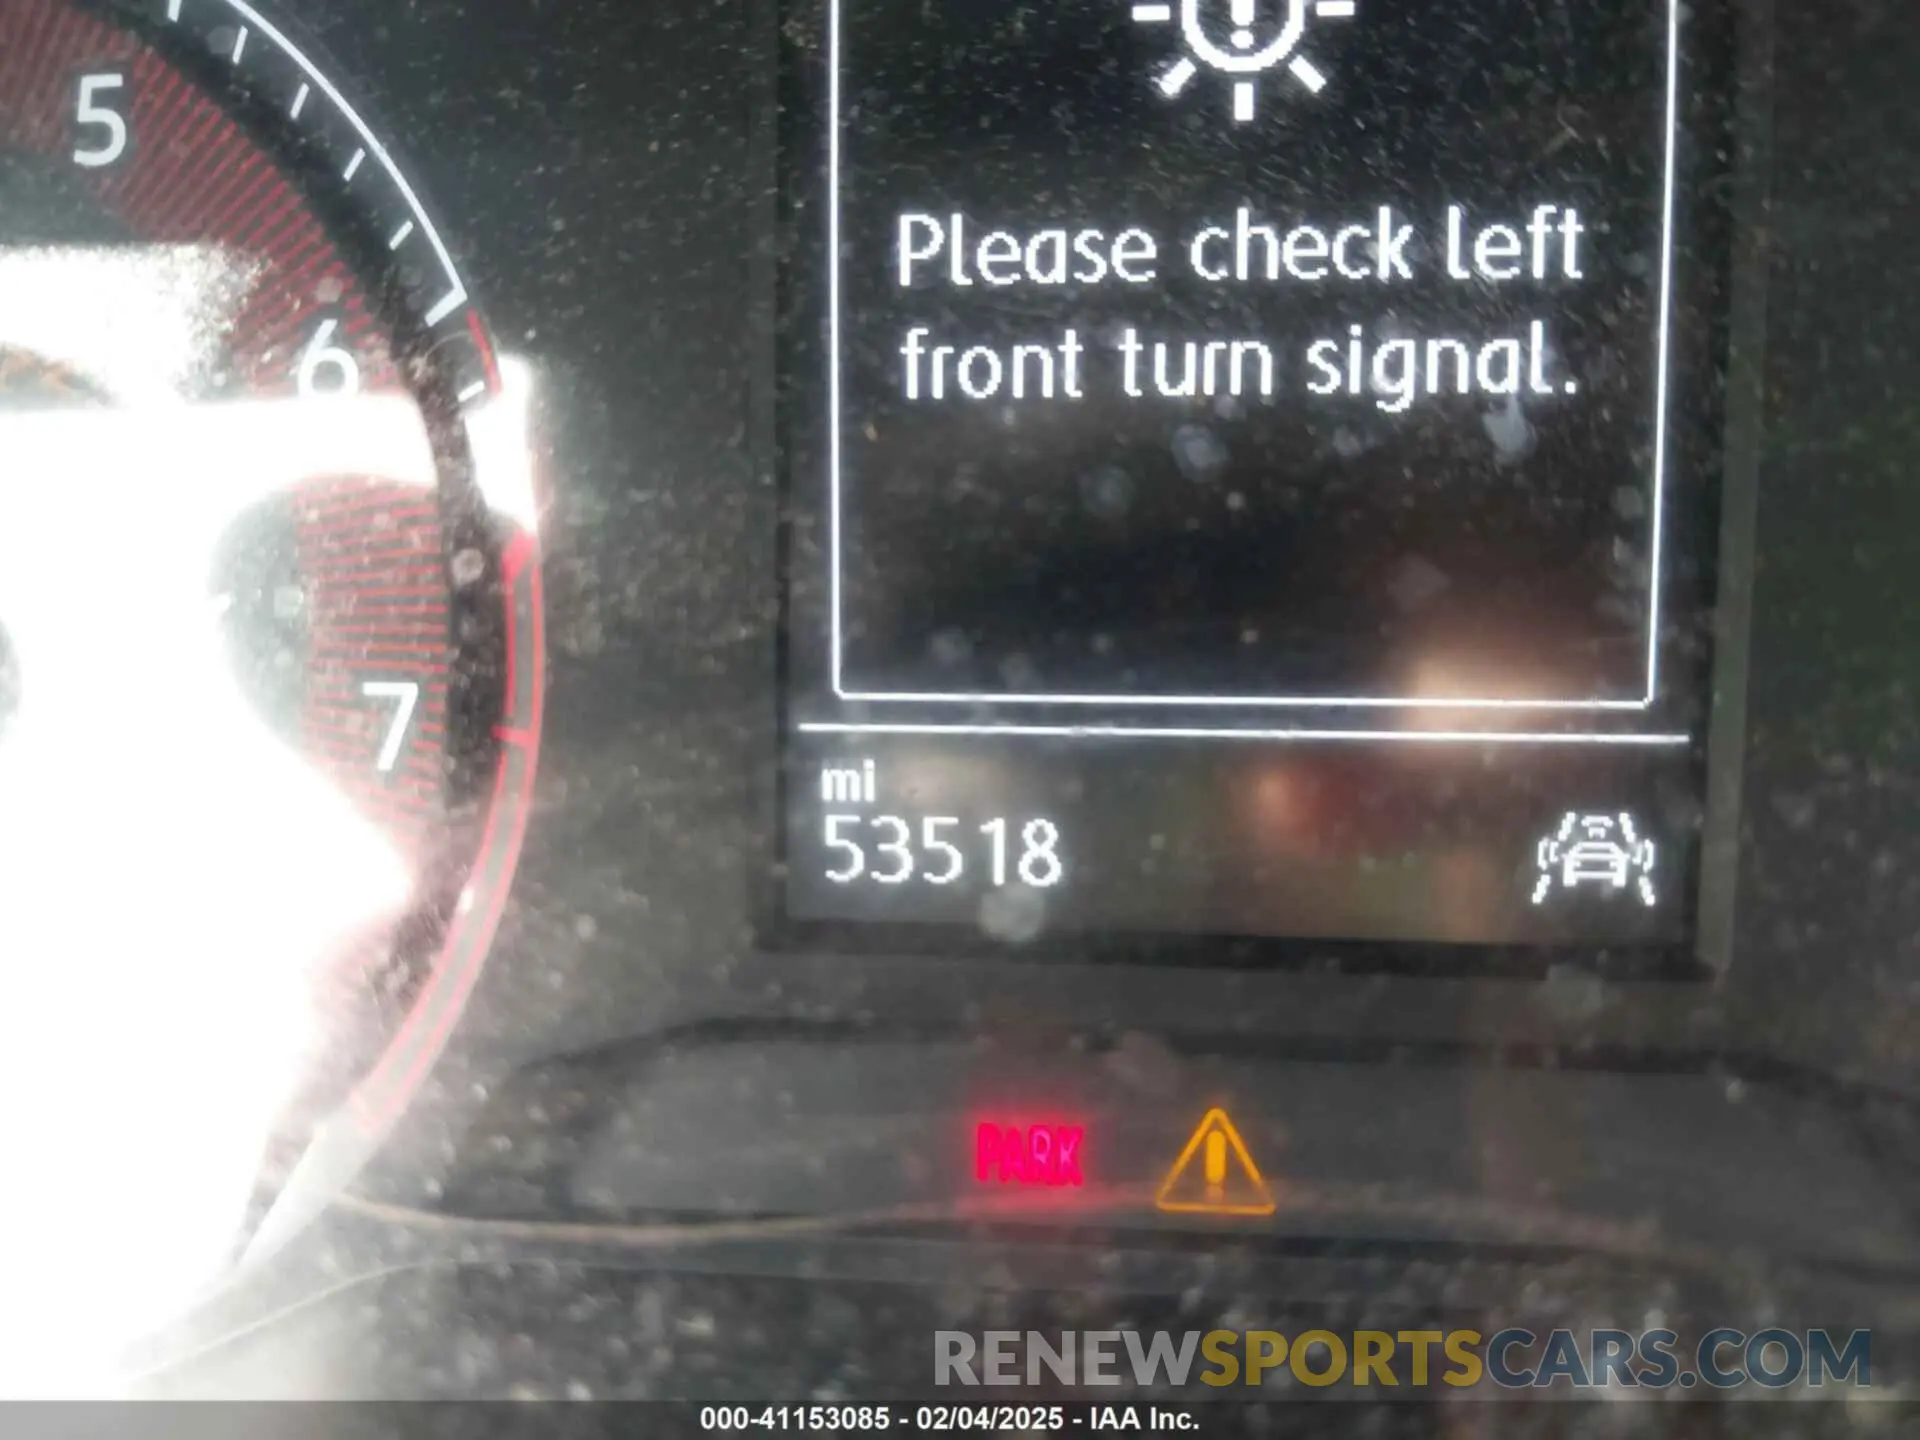 5
6
7
Please check left
front turn signal.
mi
53518
PARK
RENEWSPORTSCARS.COM
000-41153085 - 02/04/2025 - IAA Inc.